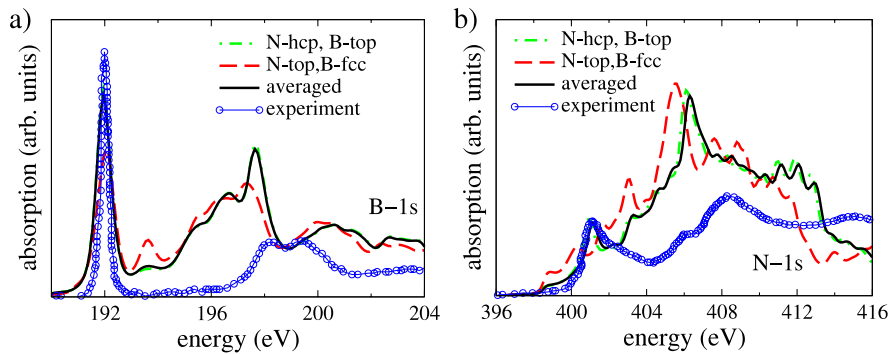 a)
N-hcp, B-top
N-top,B-fcc
averaged
experiment
B-1s
absorption (arb. units)
192 196 200 204
energy (eV)
b)
N-hcp, B-top
N-top,B-fcc
averaged
experiment
N-1s
absorption (arb. units)
396 400 404 408 412 416
energy (eV)